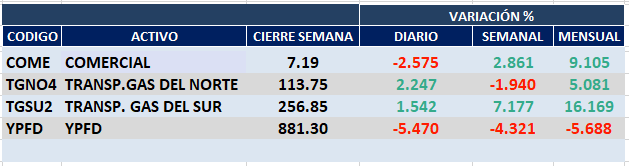 VARIACIÓN %
CODIGO ACTIVO CIERRE SEMANA DIARIO SEMANAL MENSUAL
COME COMERCIAL 7.19 -2.575 2.861 9.105
TGNO4 TRANSP.GAS DEL NORTE 113.75 2.247 -1.940 5.081
TGSU2 TRANSP. GAS DEL SUR 256.85 1.542 7.177 16.169
YPFD YPFD 881.30 -5.470 -4.321 -5.688